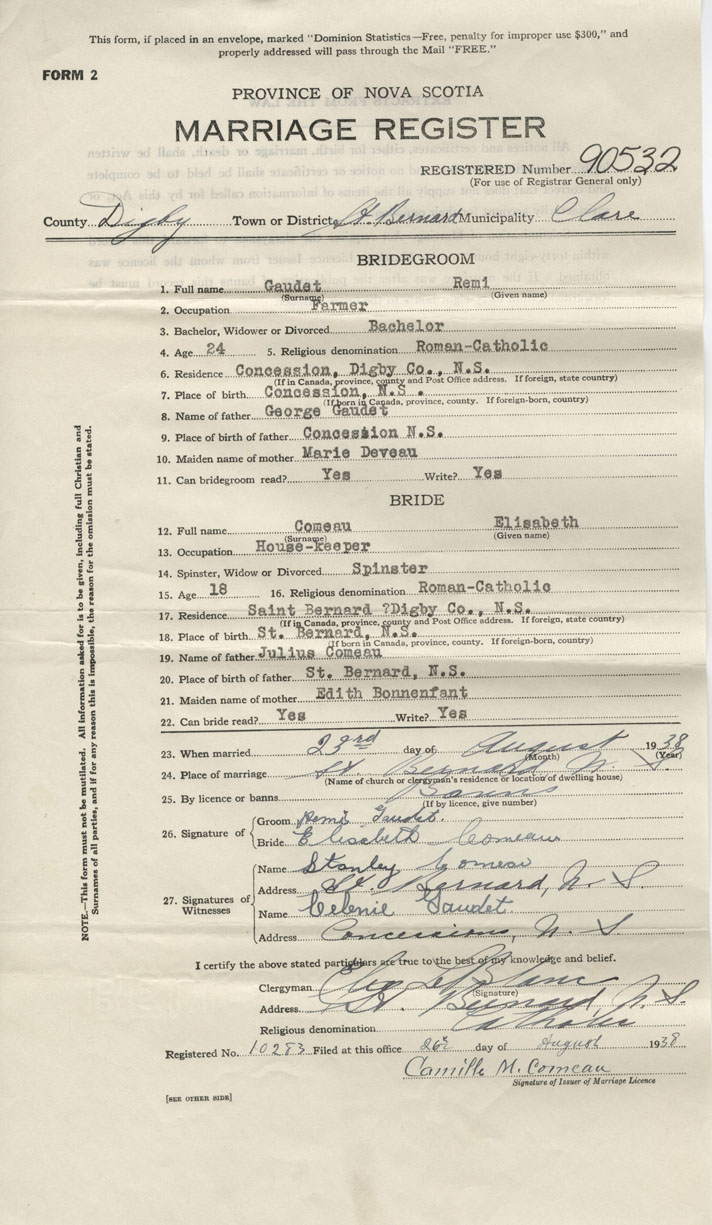 This form, if placed in an envelope, marked "Dominion Statistics—Free, penalty for improper use $300," and
properly addressed will pass through the Mail "FREE."
FORM 2
PROVINCE OF NOVA SCOTIA
MARRIAGE REGISTER
REGISTERED Number 90532
(For use of Registrar General only)
County Digby Town or District St. Bernard Municipality Clare
BRIDEGROOM
1. Full name Gaudet Remi
(Surname) (Given name)
2. Occupation Farmer
3. Bachelor, Widower or Divorced Bachelor
4. Age 24 5. Religious denomination Roman-Catholic
6. Residence Concession, Digby Co., N.S.
(If in Canada, province, county and Post Office address. If foreign, state country)
7. Place of birth Concession, N.S .
(If born in Canada, province, county. If foreign-born, country)
8. Name of father George Gaudet
9. Place of birth of father Concession N.S.
10. Maiden name of mother Marie Deveau
11. Can bridegroom read? Yes Write? Yes
BRIDE
12. Full name Comeau Elisabeth
(Surname) (Given name)
13. Occupation House-keeper
14. Spinster, Widow or Divorced Spinster
15. Age 18 16. Religious denomination Roman-Catholic
17. Residence Saint Bernard ?Digby Co., N.S.
(If in Canada, province, county and Post Office address. If foreign, state country)
18. Place of birth St. Bernard, N.S.
(If born in Canada, province, county. If foreign-born, country)
19. Name of father Julius Comeau
20. Place of birth of father St. Bernard, N.S.
21. Maiden name of mother Edith Bonnenfant
22. Can bride read? Yes Write? Yes
23. When married 23rd day of August 1938
(Month) (Year)
24. Place of marriage St. Bernard N. S.
(Name of church or clergyman's residence or location of dwelling house)
25. By licence or banns Banns
(If by licence, give number)
26. Signature of
Groom Remi Gaudet.
Bride Elisabeth Comeau
27. Signatures of Witnesses
Name Stanley Comeau
Address St. Bernard, N. S.
Name Celenie Gaudet.
Address Concessions, N. S.
I certify the above stated particulars are true to the best of my knowledge and belief.
Clergyman LeBlanc
(Signature)
Address St. Bernard, N. S.
Religious denomination Catholic
Registered No. 10283 Filed at this office 26 day of August 1938
Camille M. Comeau
Signature of Issuer of Marriage Licence
[SEE OTHER SIDE]
NOTE.—This form must not be mutilated. All information asked for is to be given, including full Christian and
Surnames of all parties, and if for any reason this is impossible, the reason for the omission must be stated.